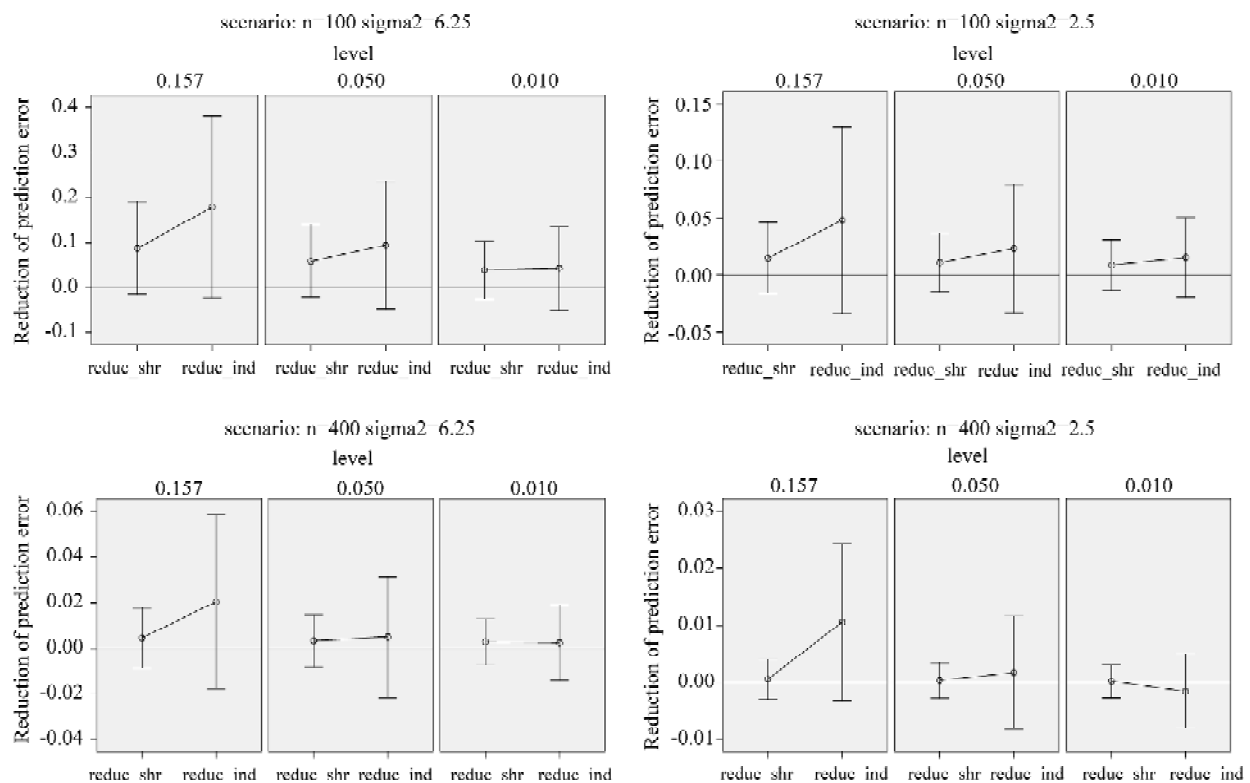 scenario: n=100 sigma2=6.25
level
0.157 0.050 0.010
Reduction of prediction error
0.4
0.3
0.2
0.1
0.0
-0.1
reduc_shr reduc_ind reduc_shr reduc_ind reduc_shr reduc_ind
scenario: n=100 sigma2=2.5
level
0.157 0.050 0.010
Reduction of prediction error
0.15
0.10
0.05
0.00
-0.05
reduc_shr reduc_ind reduc_shr reduc_ind reduc_shr reduc_ind
scenario: n=400 sigma2=6.25
level
0.157 0.050 0.010
Reduction of prediction error
0.06
0.04
0.02
0.00
-0.02
-0.04
reduc_shr reduc_ind reduc_shr reduc_ind reduc_shr reduc_ind
scenario: n=400 sigma2=2.5
level
0.157 0.050 0.010
Reduction of prediction error
0.03
0.02
0.01
0.00
-0.01
reduc_shr reduc_ind reduc_shr reduc_ind reduc_shr reduc_ind